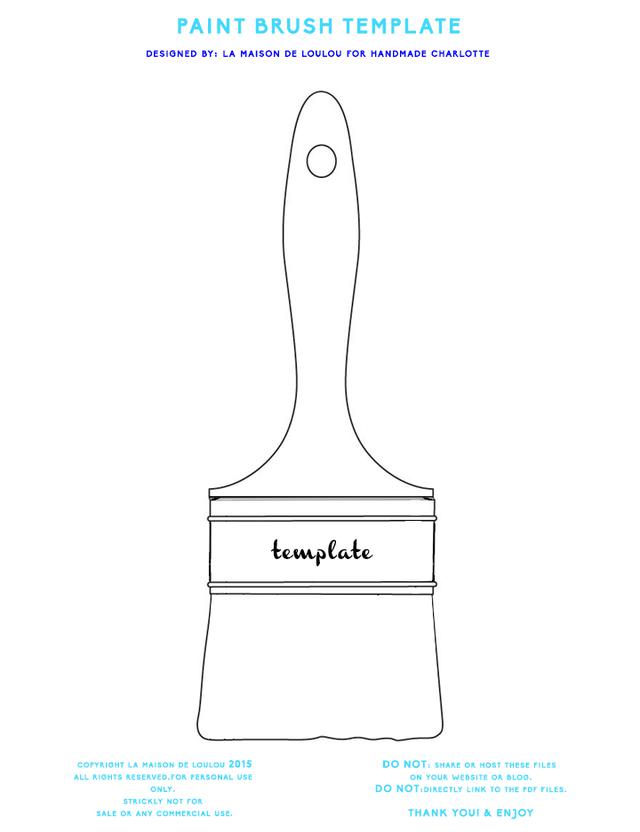 PAINT BRUSH TEMPLATE
DESIGNED BY: LA MAISON DE LOULOU FOR HANDMADE CHARLOTTE
template
COPYRIGHT LA MAISON DE LOULOU 2015
ALL RIGHTS RESERVED.FOR PERSONAL USE
ONLY.
STRICKLY NOT FOR
SALE OR ANY COMMERCIAL USE.
DO NOT: SHARE OR HOST THESE FILES
ON YOUR WEBSITE OR BLOG.
DO NOT:DIRECTLY LINK TO THE PDF FILES.
THANK YOU! & ENJOY